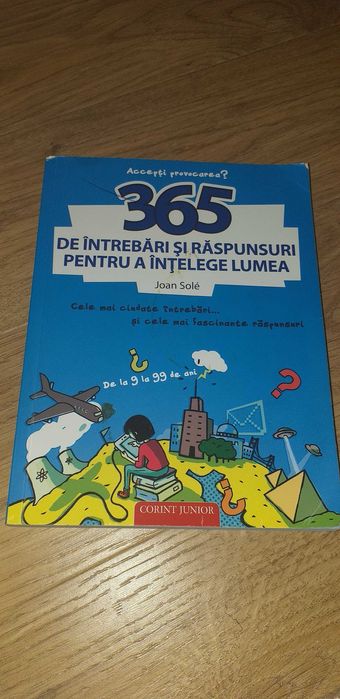 Accepți provocarea?
365
DE ÎNTREBĂRI ȘI RĂSPUNSURI
PENTRU A ÎNȚELEGE LUMEA
Joan Solé
Cele mai ciudate întrebări...
și cele mai fascinante răspunsuri
De la 9 la 99 de ani
CORINT JUNIOR